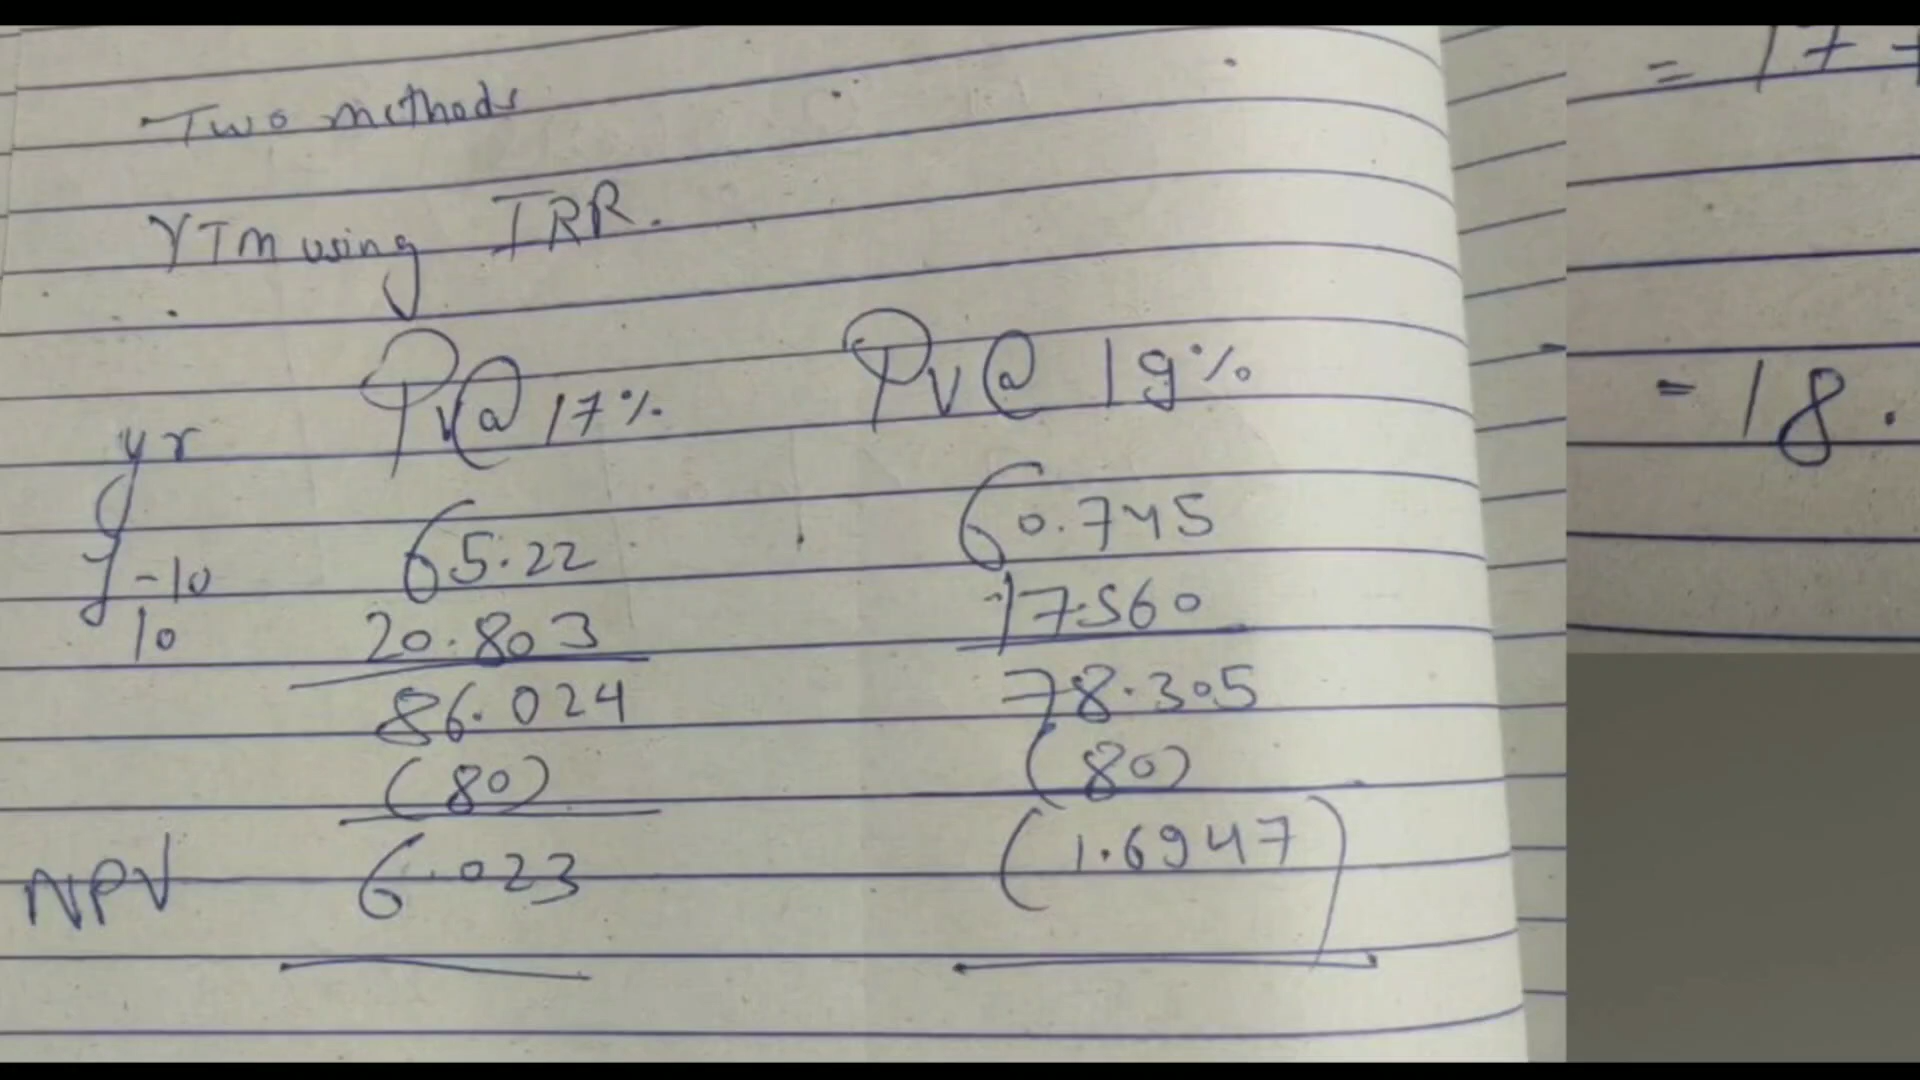 Two methods
YTM using IRR.
yr PV@ 17% PV@ 19%
1-10 65.22 60.745
10 20.803 17.560
86.024 78.305
(80) (80)
NPV 6.023 (1.6947)
= 17 +
= 18.